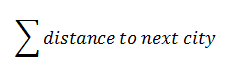 ∑ distance to next city